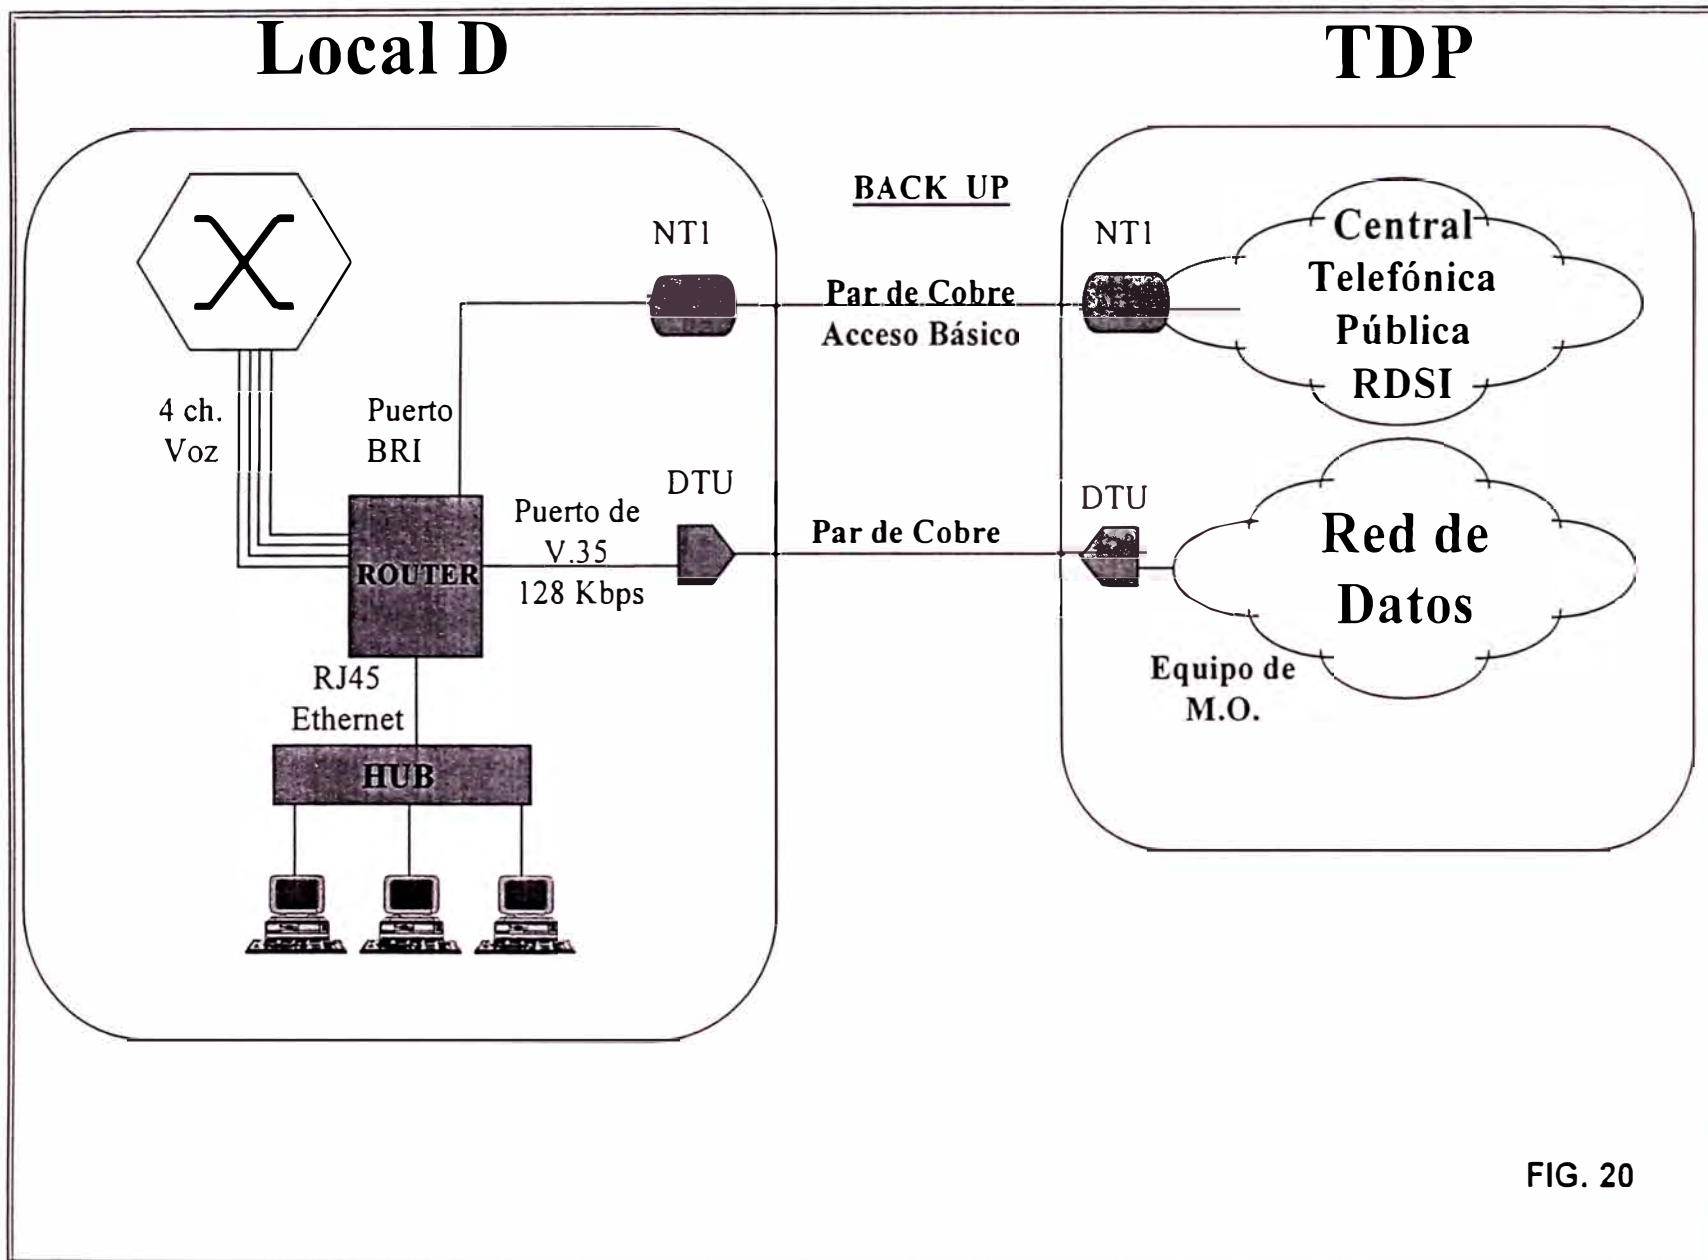 Local D
TDP
BACK UP
NT1
NT1
Central
Telefónica
Pública
RDSI
Par de Cobre
Acceso Básico
4 ch.
Voz
Puerto
BRI
DTU
DTU
Puerto de
V.35
128 Kbps
Par de Cobre
Red de
Datos
ROUTER
Equipo de
M.O.
RJ45
Ethernet
HUB
FIG. 20